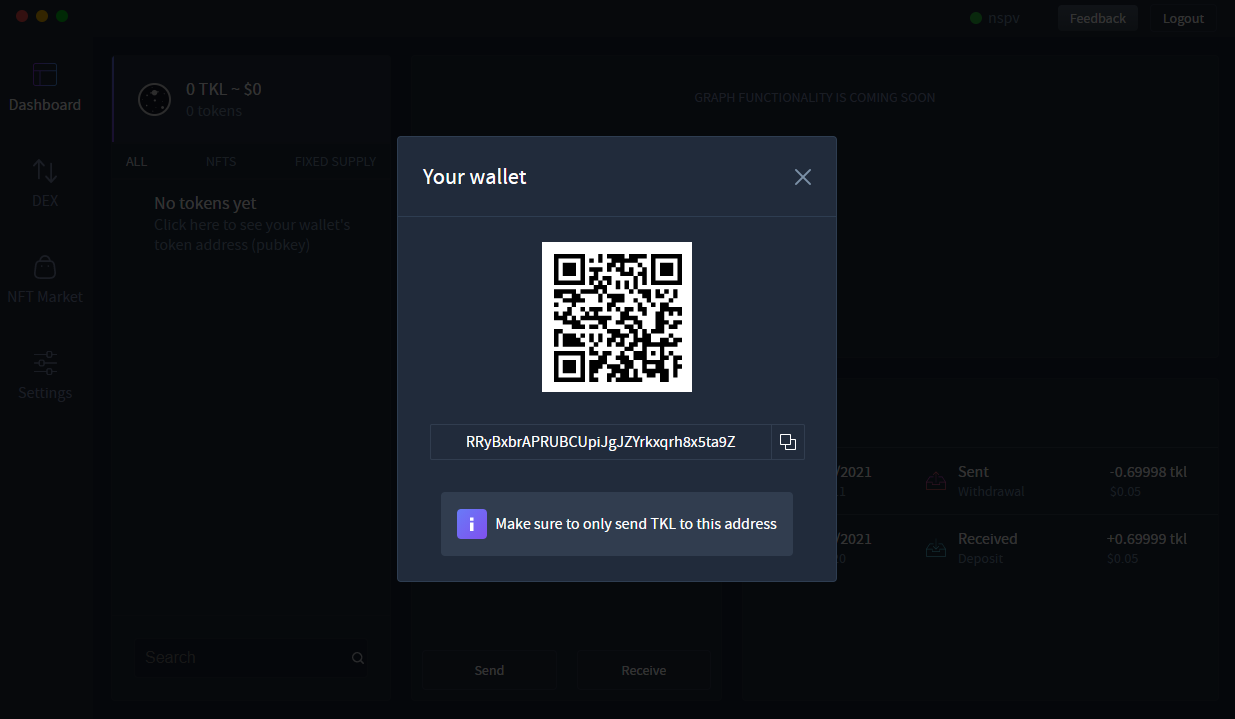 nspv
Feedback
Logout
Dashboard
DEX
NFT Market
Settings
0 TKL ~ $0
0 tokens
ALL
NFTS
FIXED SUPPLY
No tokens yet
Click here to see your wallet's
token address (pubkey)
Search
GRAPH FUNCTIONALITY IS COMING SOON
Your wallet
RRyBxbrAPRUBCUpiJgJZYrkxqrh8x5ta9Z
i
Make sure to only send TKL to this address
Send
Receive
/2021
Sent
-0.69998 tkl
Withdrawal
$0.05
/2021
Received
+0.69999 tkl
Deposit
$0.05